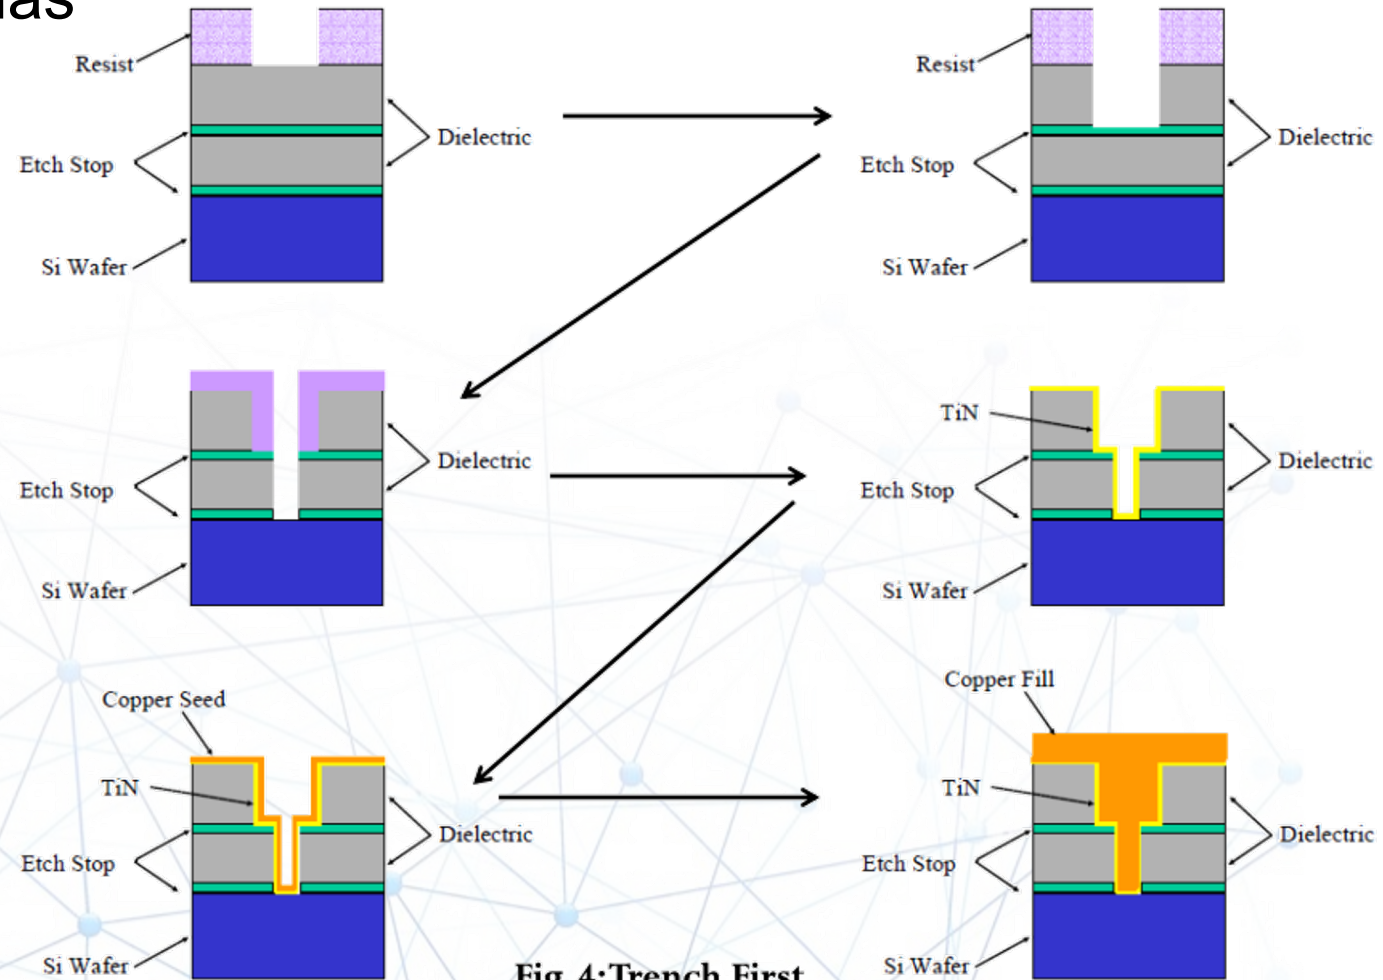 Resist
Etch Stop
Si Wafer
Dielectric
Resist
Etch Stop
Si Wafer
Dielectric
Etch Stop
Si Wafer
Dielectric
TiN
Etch Stop
Si Wafer
Dielectric
Copper Seed
TiN
Etch Stop
Si Wafer
Dielectric
Copper Fill
TiN
Etch Stop
Si Wafer
Dielectric
Fig. 4:Trench First